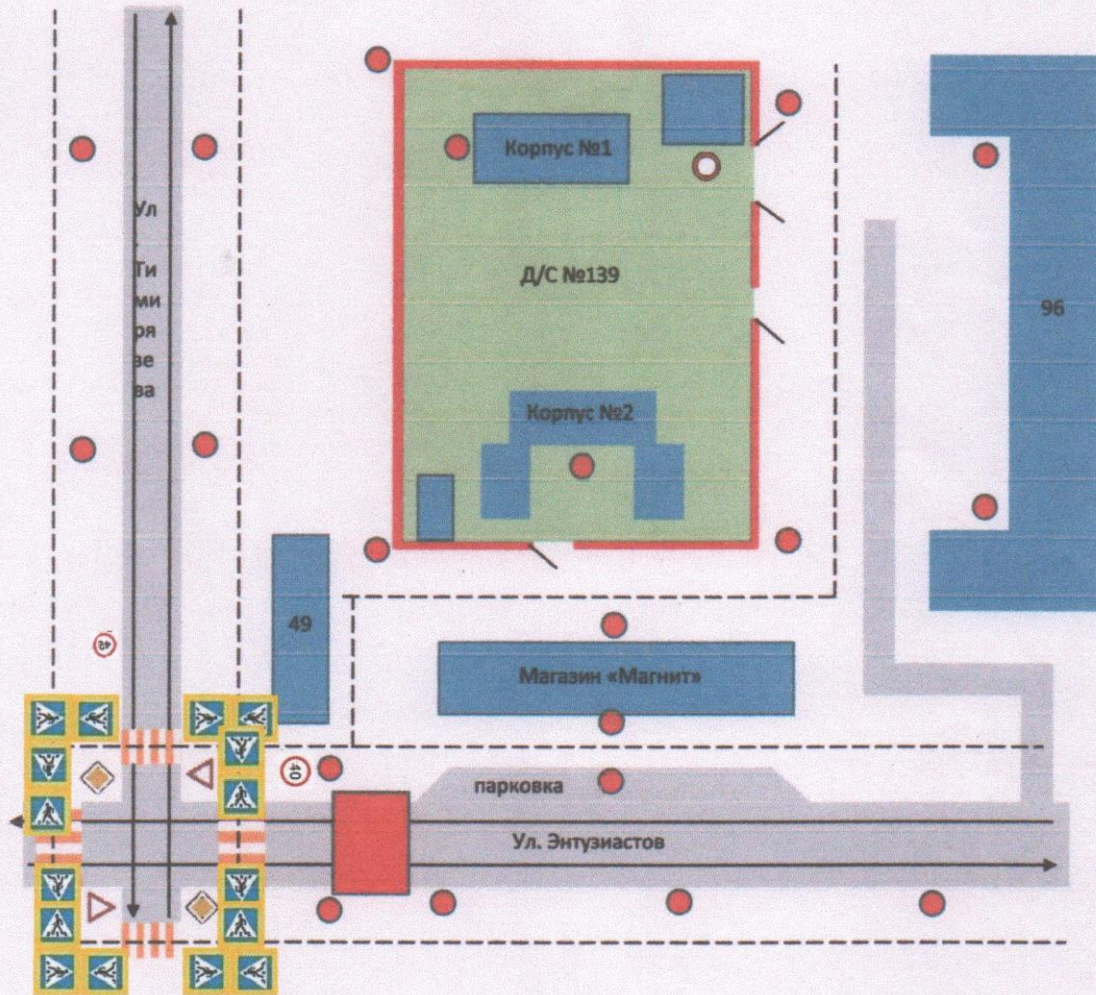 Корпус №1
Ул
.
Ти
ми
ря
зе
ва
Д/С №139
96
Корпус №2
49
Магазин «Магнит»
40
40
парковка
Ул. Энтузиастов